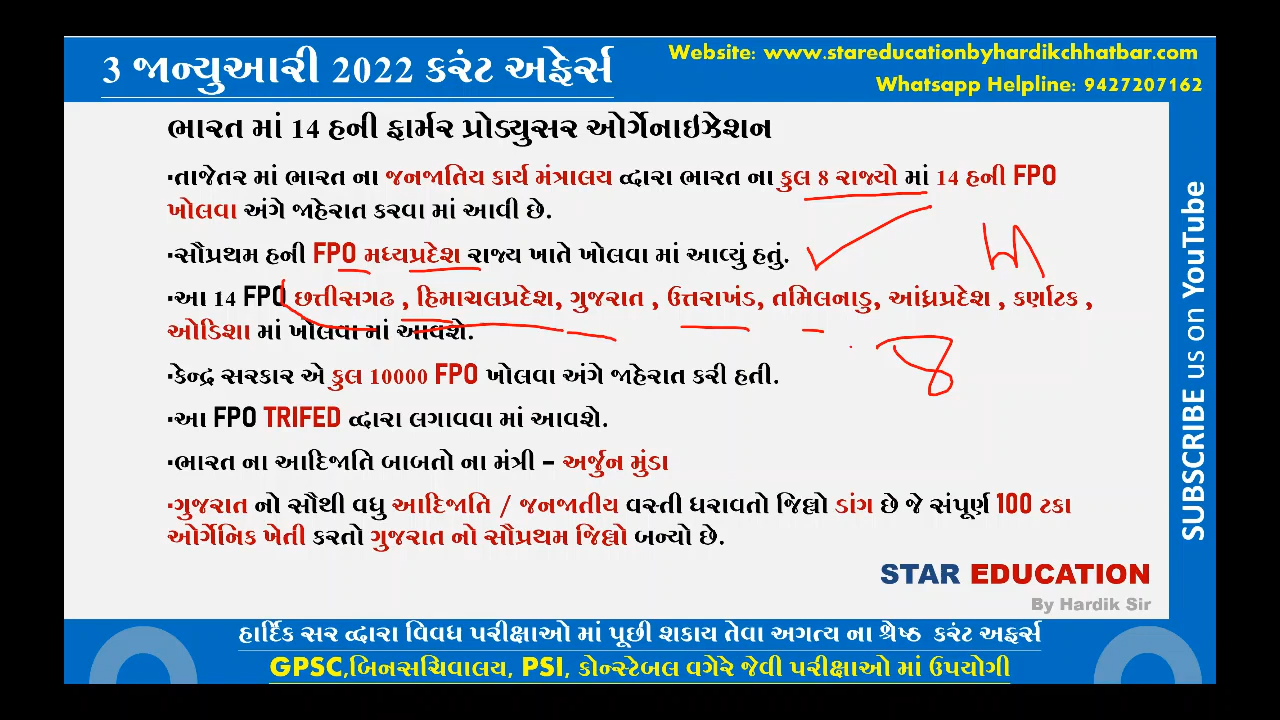 3 જાન્યુઆરી 2022 કરંટ અફેર્સ
Website: www.stareducationbyhardikchhatbar.com
Whatsapp Helpline: 9427207162
ભારત માં 14 હની ફાર્મર પ્રોડ્યુસર ઓર્ગેનાઇઝેશન
▪તાજેતર માં ભારત ના જનજાતિય કાર્ય મંત્રાલય દ્વારા ભારત ના કુલ 8 રાજ્યો માં 14 હની FPO
ખોલવા અંગે જાહેરાત કરવા માં આવી છે.
▪સૌપ્રથમ હની FPO મધ્યપ્રદેશ રાજ્ય ખાતે ખોલવા માં આવ્યું હતું.
▪આ 14 FPO છત્તીસગઢ , હિમાચલપ્રદેશ, ગુજરાત , ઉત્તરાખંડ, તમિલનાડુ, આંધ્રપ્રદેશ , કર્ણાટક ,
ઓડિશા માં ખોલવા માં આવશે.
8
▪કેન્દ્ર સરકાર એ કુલ 10000 FPO ખોલવા અંગે જાહેરાત કરી હતી.
▪આ FPO TRIFED દ્વારા લગાવવા માં આવશે.
▪ભારત ના આદિજાતિ બાબતો ના મંત્રી – અર્જુન મુંડા
▪ગુજરાત નો સૌથી વધુ આદિજાતિ / જનજાતીય વસ્તી ધરાવતો જિલ્લો ડાંગ છે જે સંપૂર્ણ 100 ટકા
ઓર્ગેનિક ખેતી કરતો ગુજરાત નો સૌપ્રથમ જિલ્લો બન્યો છે.
STAR EDUCATION
By Hardik Sir
SUBSCRIBE us on YouTube
હાર્દિક સર દ્વારા વિવધ પરીક્ષાઓ માં પૂછી શકાય તેવા અગત્ય ના શ્રેષ્ઠ કરંટ અફર્સ
GPSC,બિનસચિવાલય, PSI, કોન્સ્ટેબલ વગેરે જેવી પરીક્ષાઓ માં ઉપયોગી